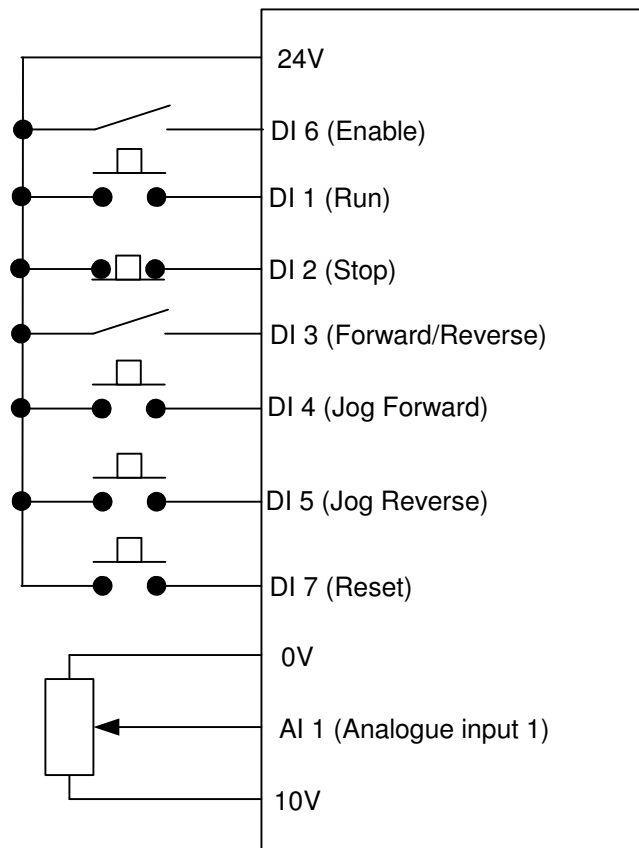 24V
DI 6 (Enable)
DI 1 (Run)
DI 2 (Stop)
DI 3 (Forward/Reverse)
DI 4 (Jog Forward)
DI 5 (Jog Reverse)
DI 7 (Reset)
0V
AI 1 (Analogue input 1)
10V